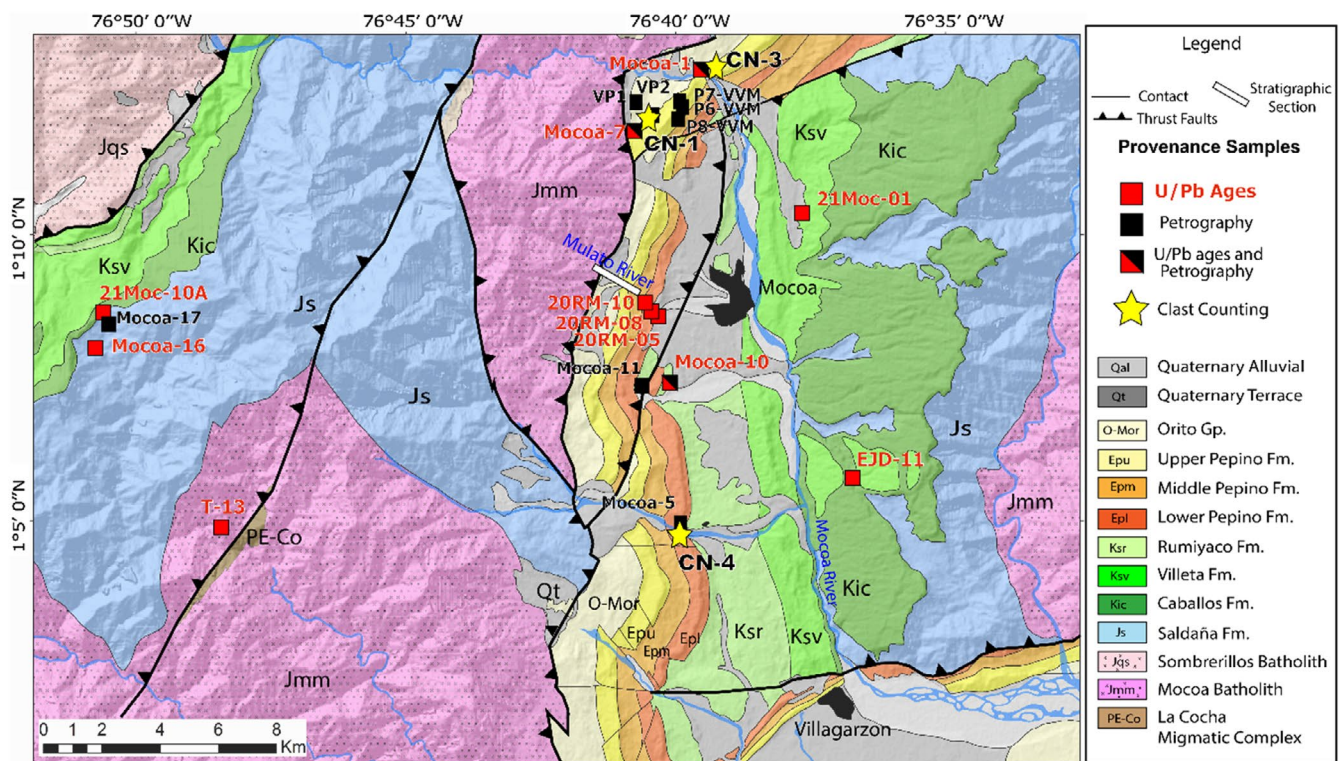 76°50' 0"W
76°45' 0"W
76°40' 0"W
76°35' 0"W
1°10' 0"N
1°5' 0"N
Mocoa-1
CN-3
VP1
VP2
P7-VVM
P6-VVM
P8-VVM
Mocoa-7
CN-1
Jqs
Jmm
Ksv
Kic
21Moc-01
Ksv
Kic
Mulato River
21Moc-10A
Mocoa-17
Mocoa-16
Js
Mocoa
20RM-10
20RM-08
20RM-05
Mocoa-10
Mocoa-11
Js
Js
EJD-11
Jmm
T-13
PE-Co
Mocoa-5
CN-4
Mocoa River
Kic
Qt
O-Mor
Epu
Epm
Epl
Ksr
Ksv
Jmm
Villagarzon
0 1 2 4 6 8
Km
Legend
Contact
Thrust Faults
Stratigraphic
Section
Provenance Samples
U/Pb Ages
Petrography
U/Pb ages and
Petrography
Clast Counting
Qal Quaternary Alluvial
Qt Quaternary Terrace
O-Mor Orito Gp.
Epu Upper Pepino Fm.
Epm Middle Pepino Fm.
Epl Lower Pepino Fm.
Ksr Rumiyaco Fm.
Ksv Villeta Fm.
Kic Caballos Fm.
Js Saldaña Fm.
Jqs Sombrerillos Batholith
Jmm Mocoa Batholith
PE-Co La Cocha
Migmatic Complex